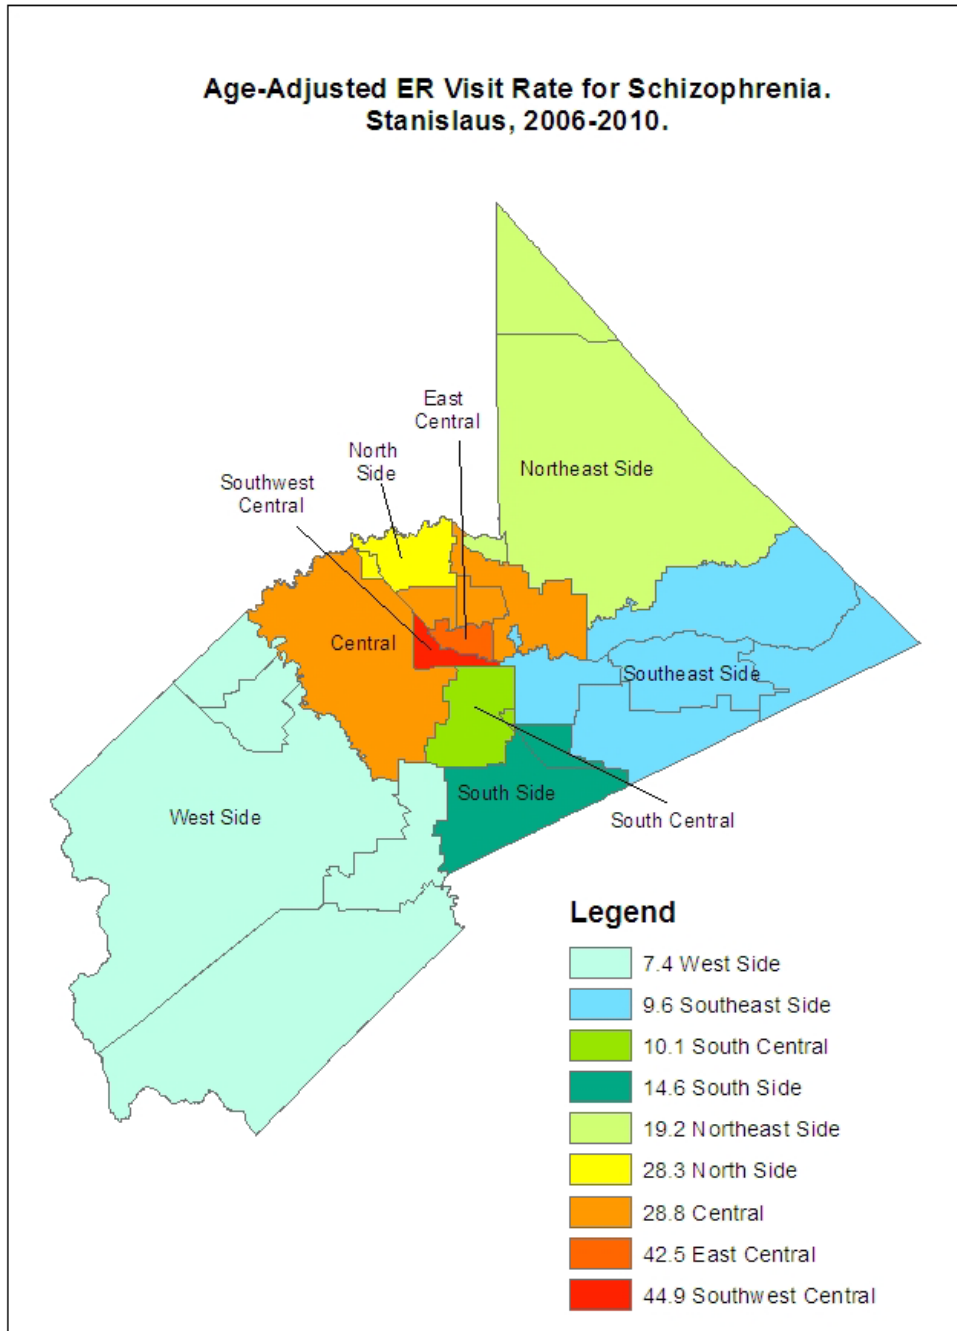 Age-Adjusted ER Visit Rate for Schizophrenia.
Stanislaus, 2006-2010.
East
Central
North
Side
Southwest
Central
Northeast Side
Central
Southeast Side
West Side
South Side
South Central
Legend
7.4 West Side
9.6 Southeast Side
10.1 South Central
14.6 South Side
19.2 Northeast Side
28.3 North Side
28.8 Central
42.5 East Central
44.9 Southwest Central